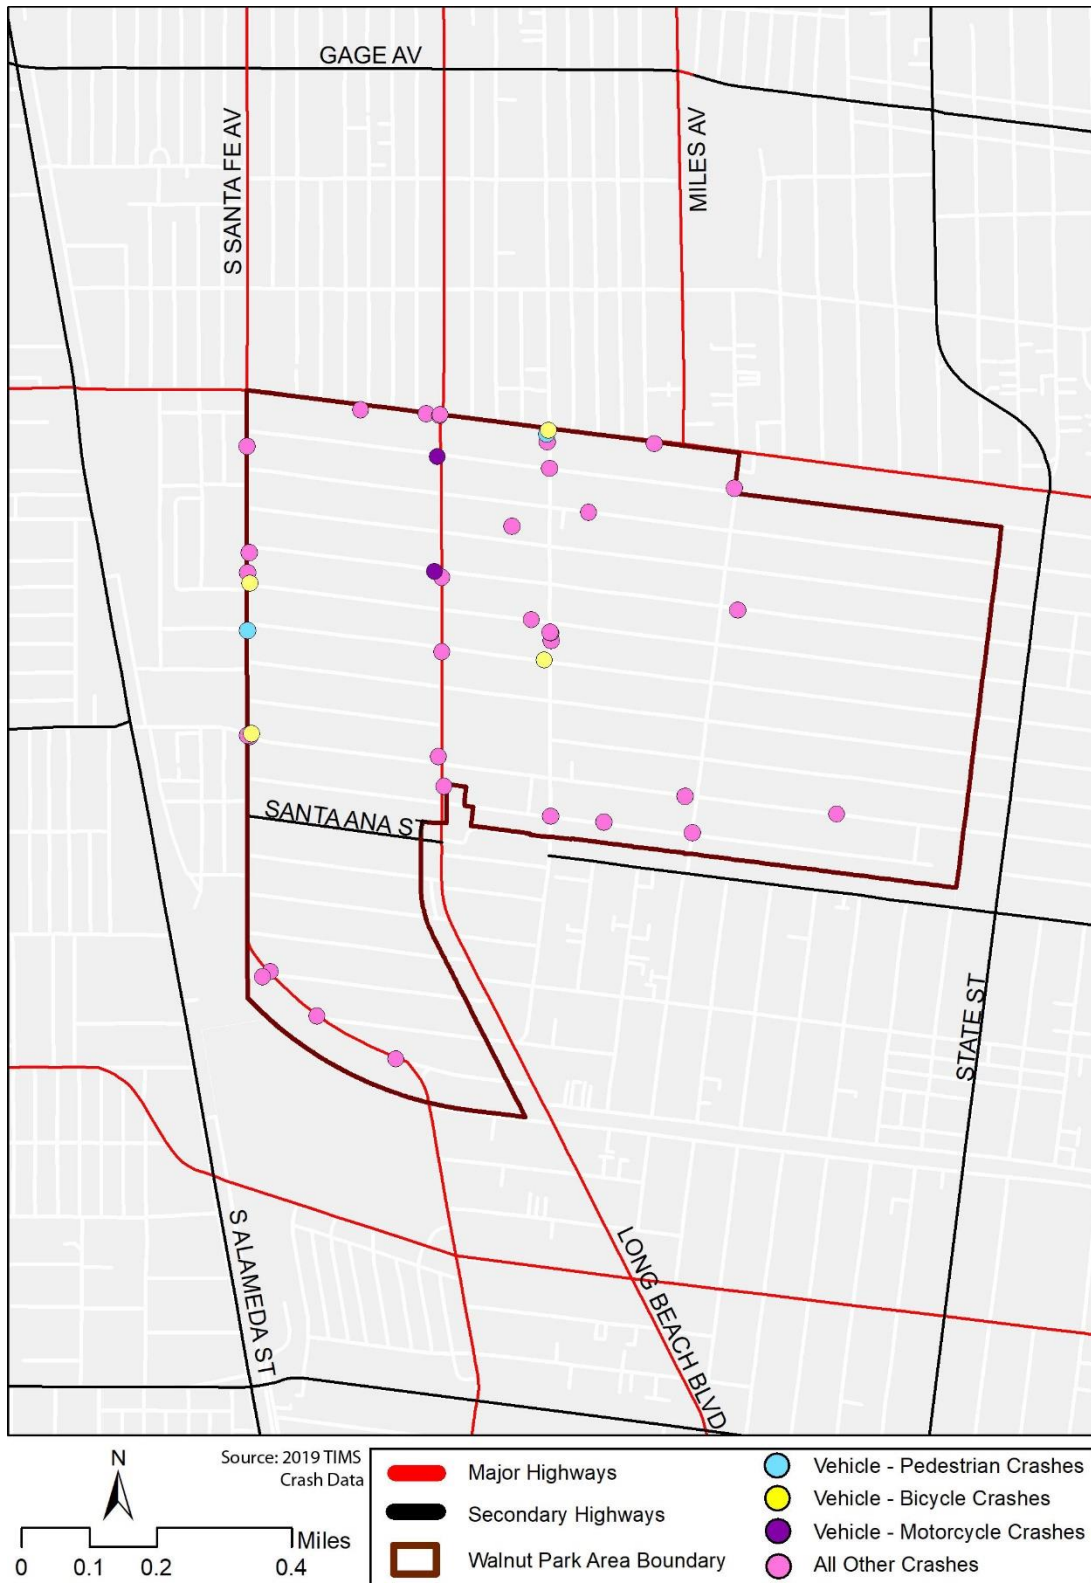 GAGE AV
S SANTA FE AV
MILES AV
SANTA ANA ST
STATE ST
S ALAMEDA ST
LONG BEACH BLVD
N
Source: 2019 TIMS
Crash Data
Miles
0 0.1 0.2 0.4
Major Highways
Secondary Highways
Walnut Park Area Boundary
Vehicle - Pedestrian Crashes
Vehicle - Bicycle Crashes
Vehicle - Motorcycle Crashes
All Other Crashes